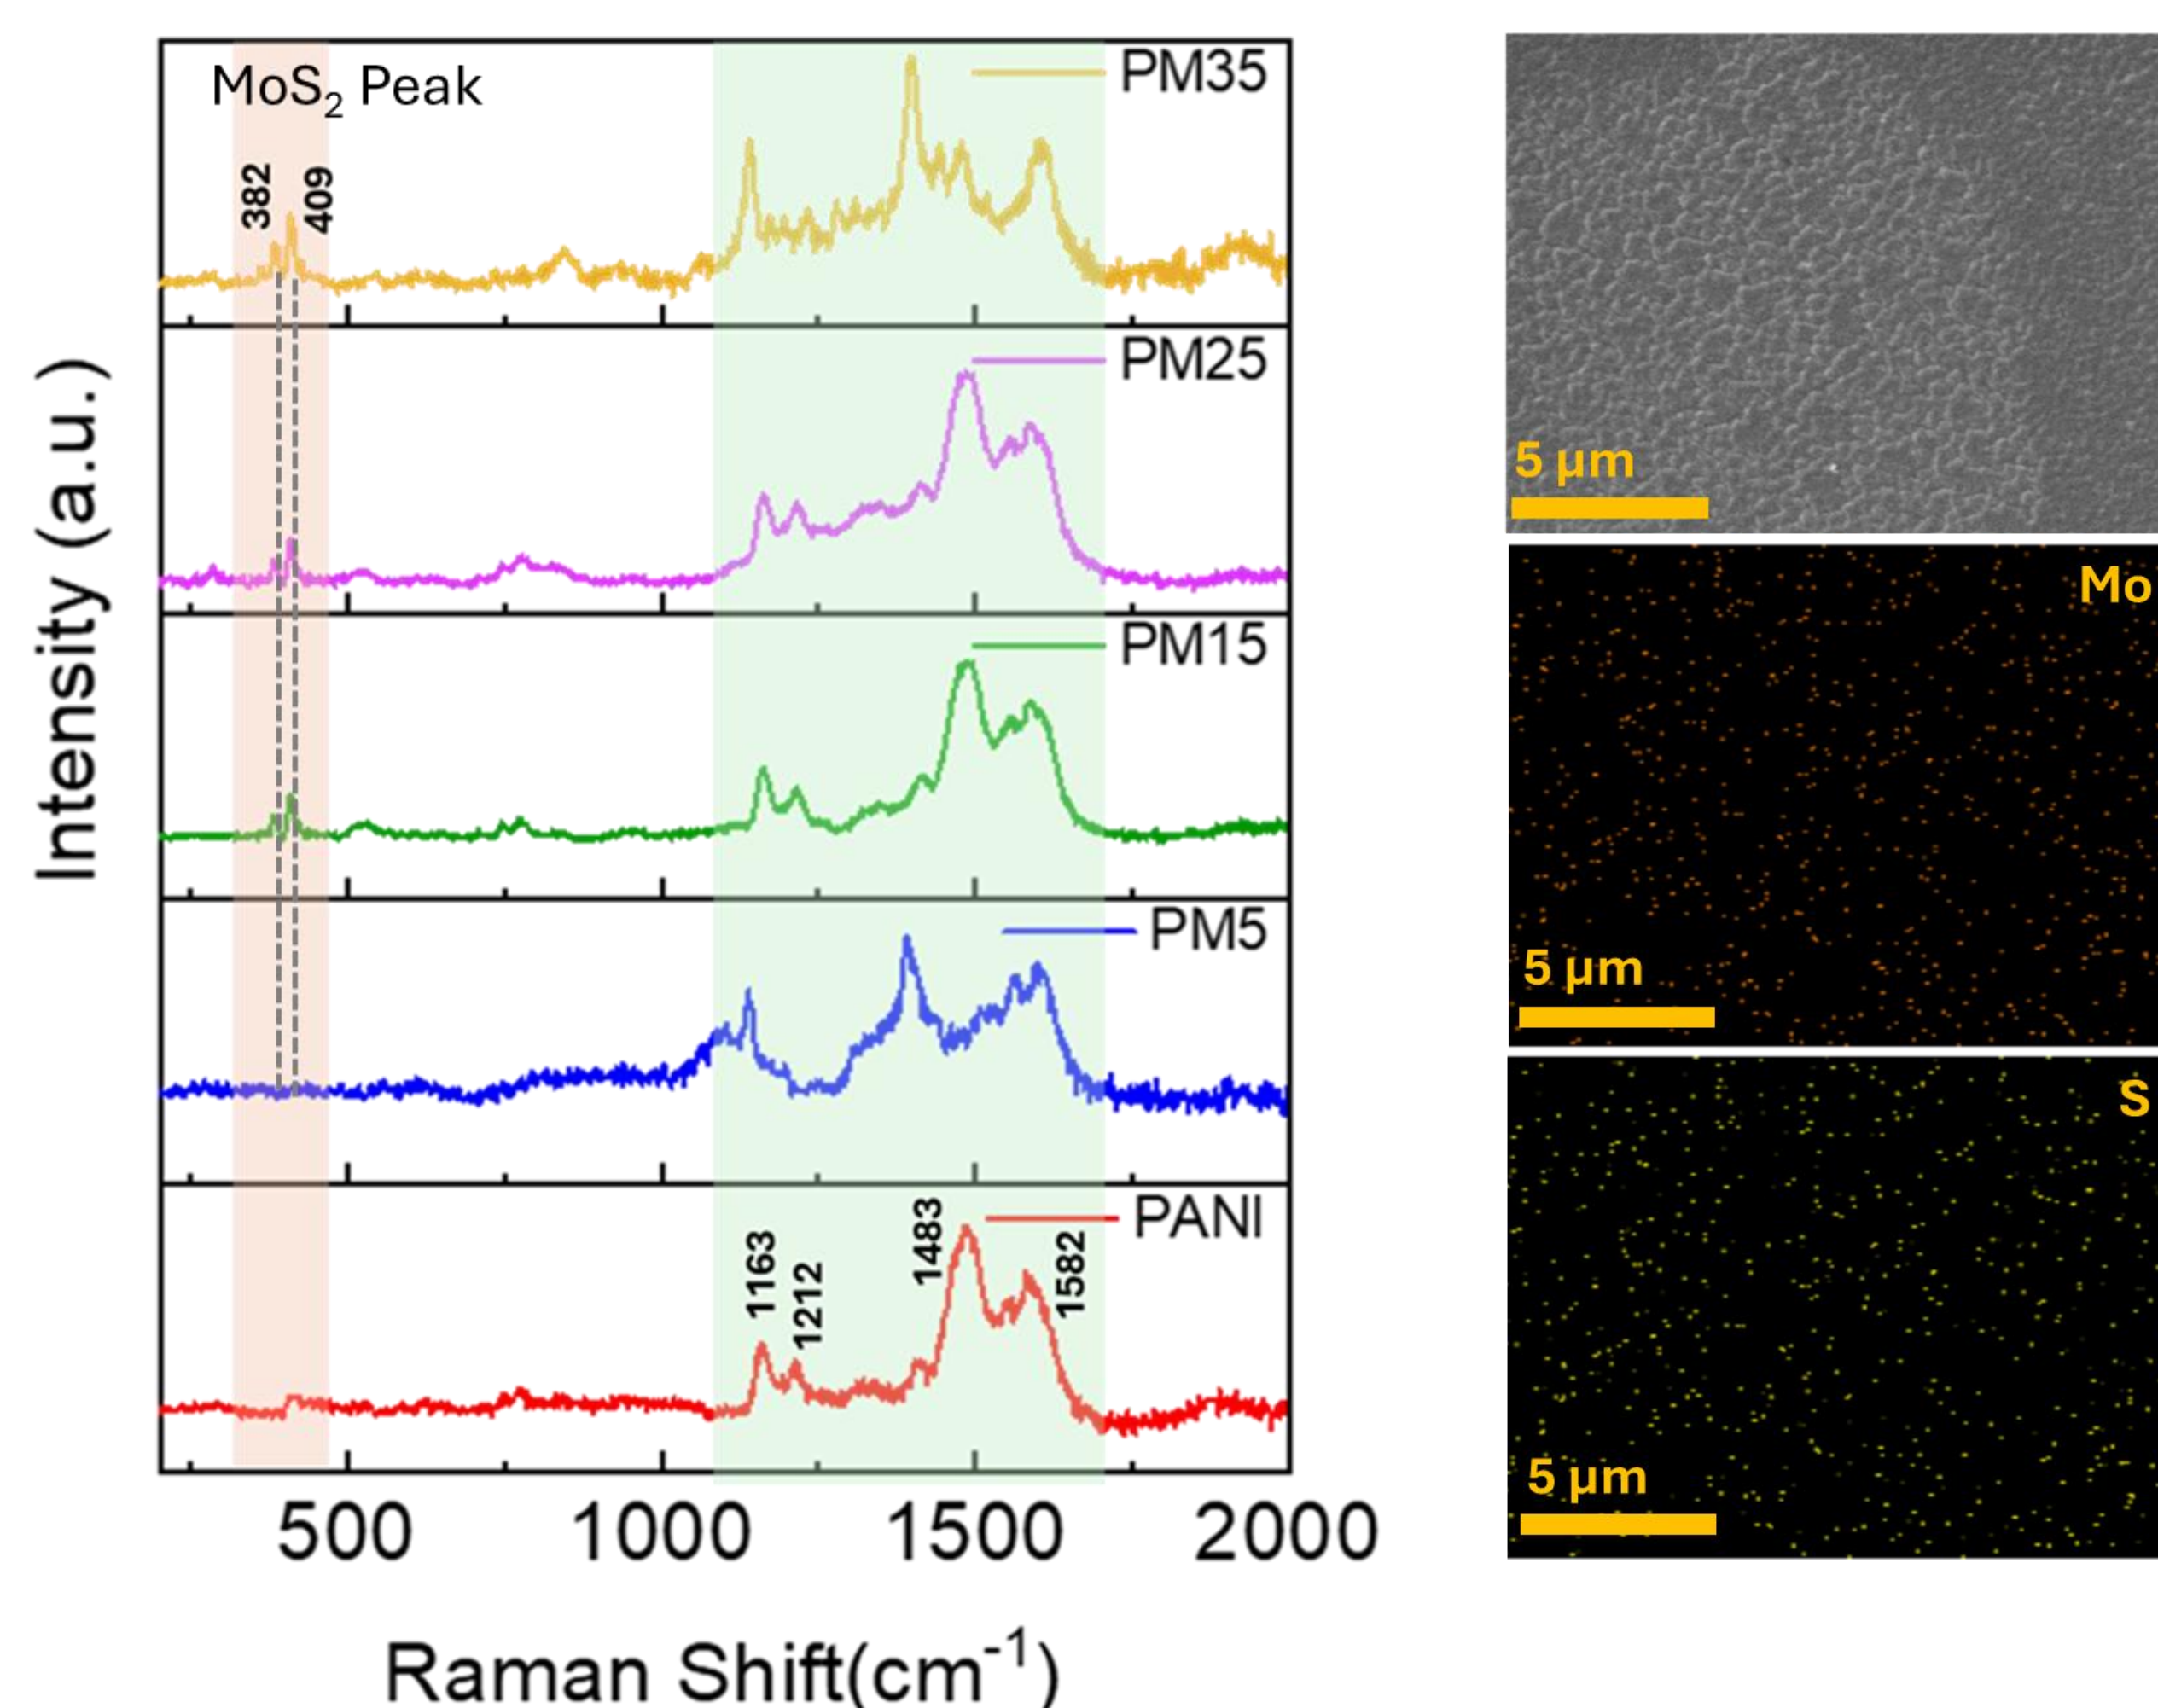 MoS2 Peak
382
409
PM35
PM25
PM15
PM5
PANI
1163
1212
1483
1582
Intensity (a.u.)
500 1000 1500 2000
Raman Shift(cm-1)
5 µm
Mo
5 µm
S
5 µm